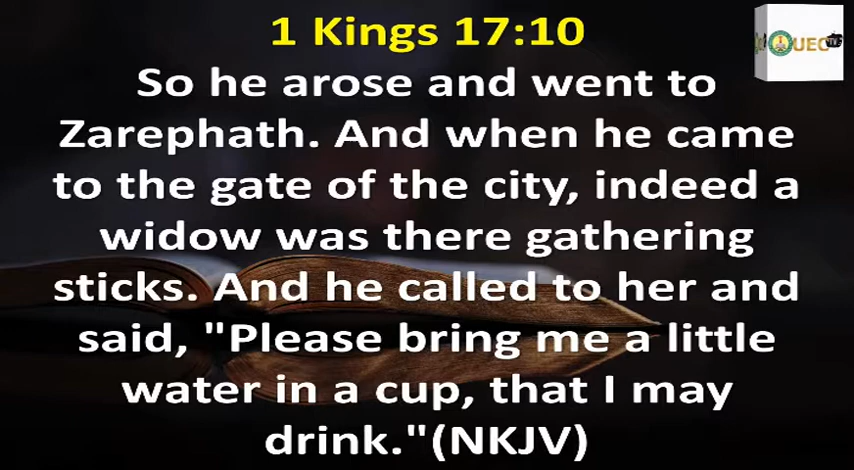 1 Kings 17:10
So he arose and went to
Zarephath. And when he came
to the gate of the city, indeed a
widow was there gathering
sticks. And he called to her and
said, "Please bring me a little
water in a cup, that I may
drink."(NKJV)
UEC
TV